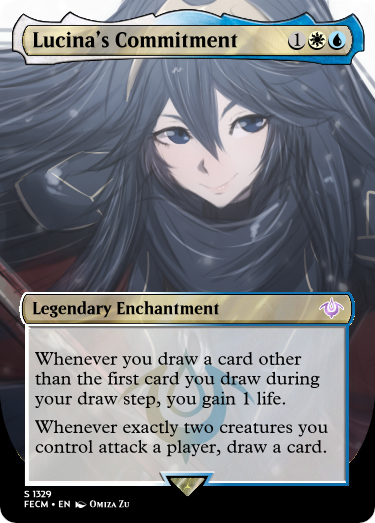 Lucina's Commitment 1
Legendary Enchantment
Whenever you draw a card other
than the first card you draw during
your draw step, you gain 1 life.
Whenever exactly two creatures you
control attack a player, draw a card.
S 1329
FECM • EN Omiza Zu